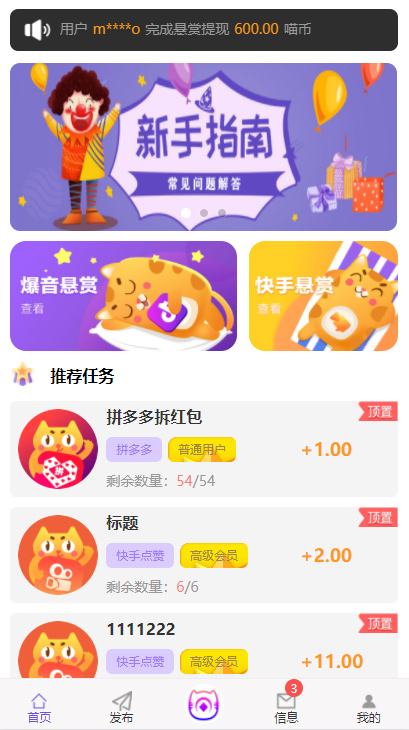 用户 m****o 完成悬赏提现 600.00 喵币
新手指南
常见问题解答
爆音悬赏
查看
快手悬赏
查看
推荐任务
拼多多拆红包
顶置
拼多多 普通用户
+1.00
剩余数量：54/54
标题
顶置
快手点赞 高级会员
+2.00
剩余数量：6/6
1111222
顶置
快手点赞 高级会员
+11.00
3
首页 发布 信息 我的